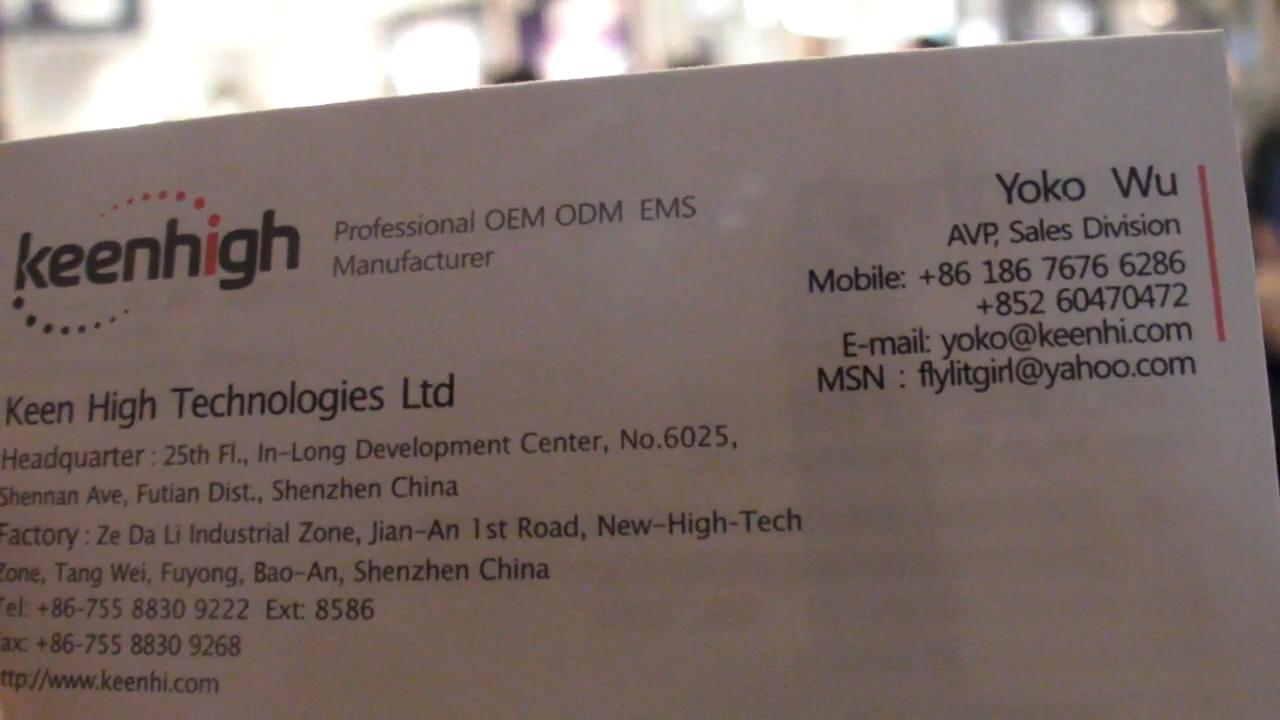 keenhigh
Professional OEM ODM EMS
Manufacturer
Yoko Wu
AVP, Sales Division
Mobile: +86 186 7676 6286
+852 60470472
E-mail: yoko@keenhi.com
MSN : flylitgirl@yahoo.com
Keen High Technologies Ltd
Headquarter : 25th Fl., In-Long Development Center, No.6025,
Shennan Ave, Futian Dist., Shenzhen China
Factory : Ze Da Li Industrial Zone, Jian-An 1st Road, New-High-Tech
Zone, Tang Wei, Fuyong, Bao-An, Shenzhen China
Tel: +86-755 8830 9222 Ext: 8586
ax: +86-755 8830 9268
ttp://www.keenhi.com